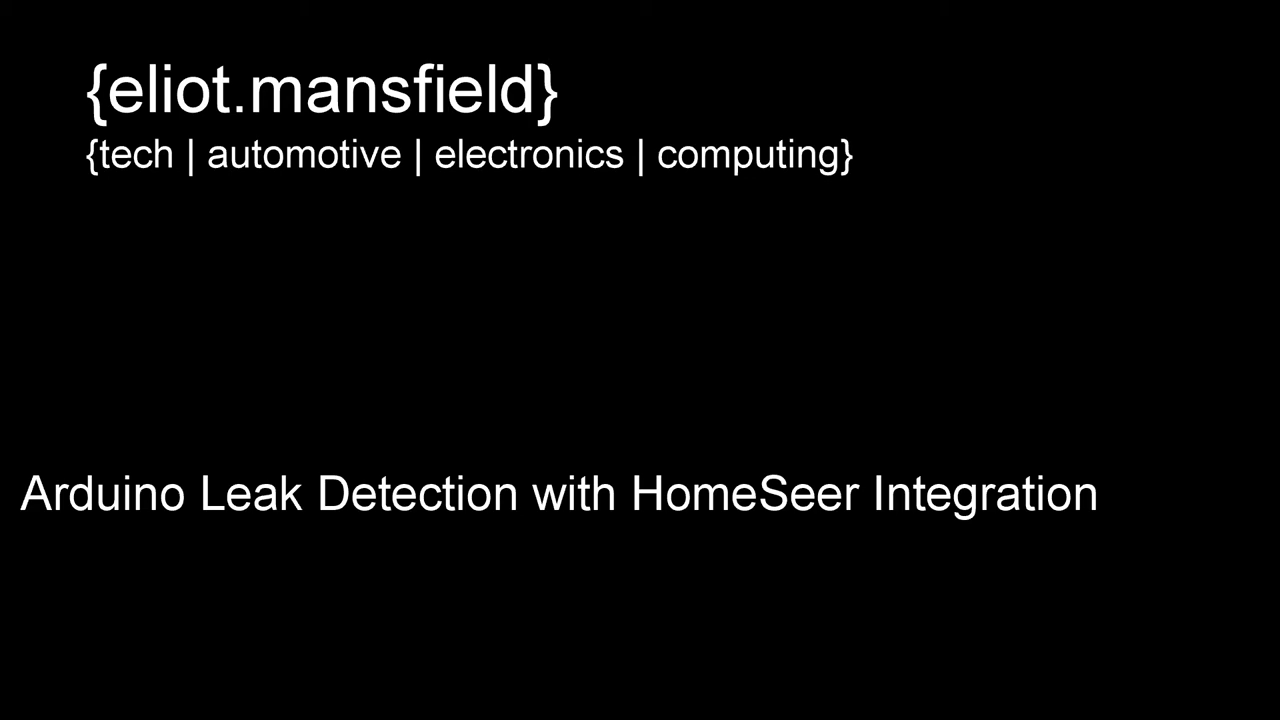 {eliot.mansfield}
{tech | automotive | electronics | computing}
Arduino Leak Detection with HomeSeer Integration